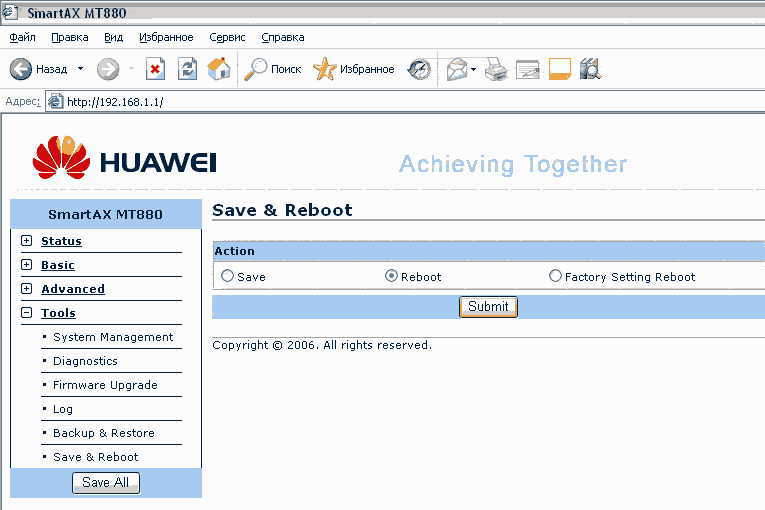 SmartAX MT880
Файл Правка Вид Избранное Сервис Справка
Назад Поиск Избранное
Адрес: http://192.168.1.1/
HUAWEI Achieving Together
SmartAX MT880
Status
Basic
Advanced
Tools
System Management
Diagnostics
Firmware Upgrade
Log
Backup & Restore
Save & Reboot
Save All
Save & Reboot
Action
Save Reboot Factory Setting Reboot
Submit
Copyright © 2006. All rights reserved.